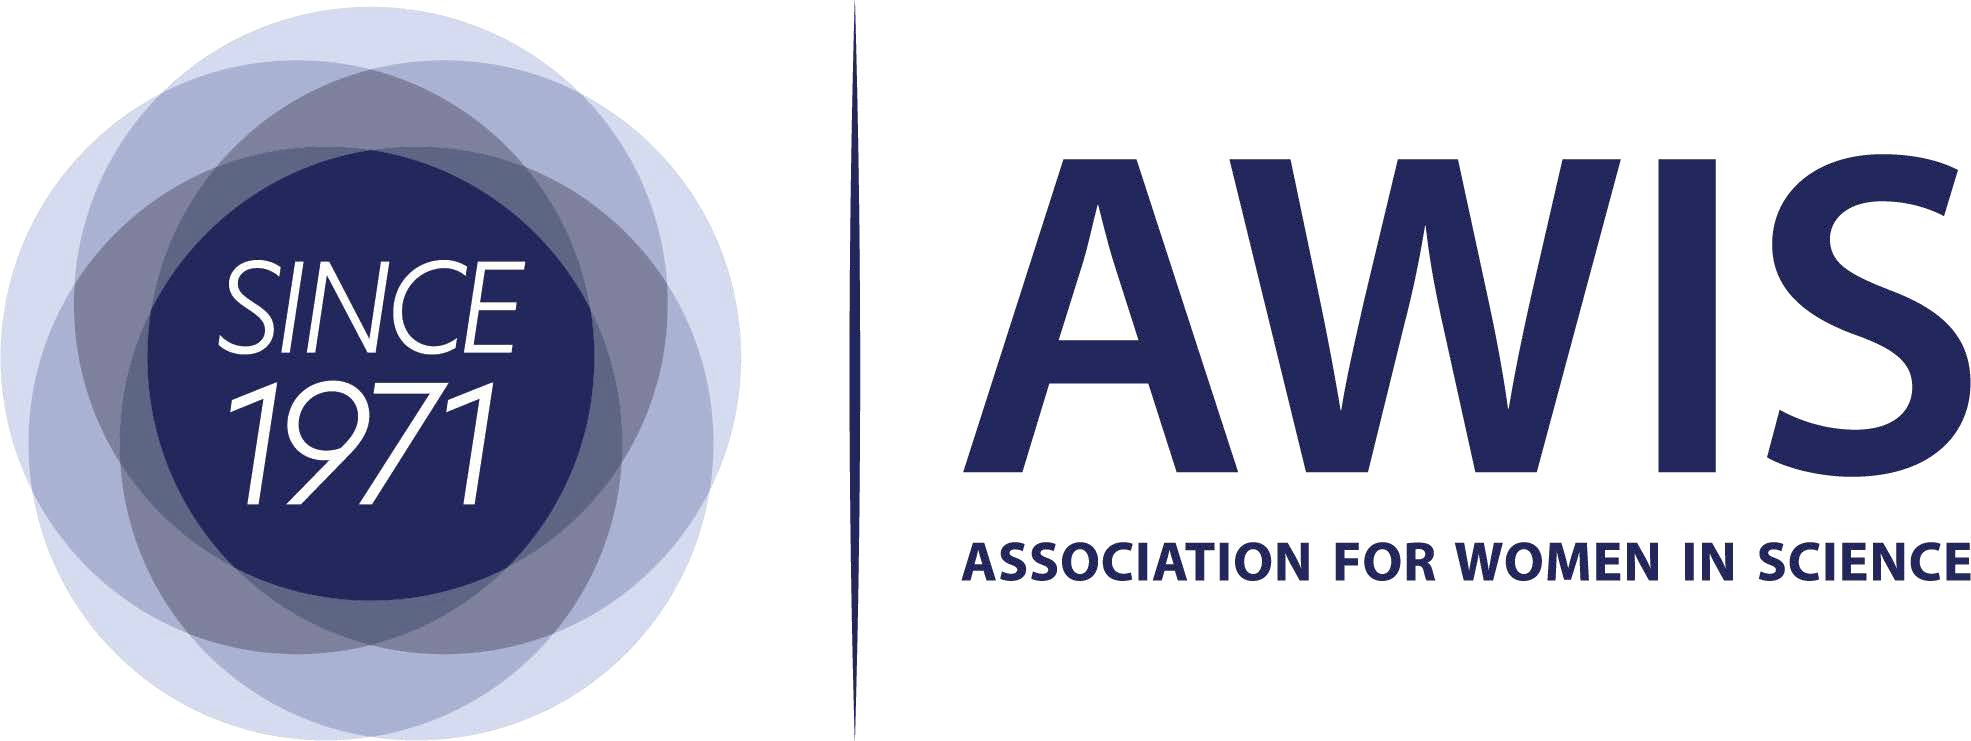 SINCE
1971
AWIS
ASSOCIATION FOR WOMEN IN SCIENCE